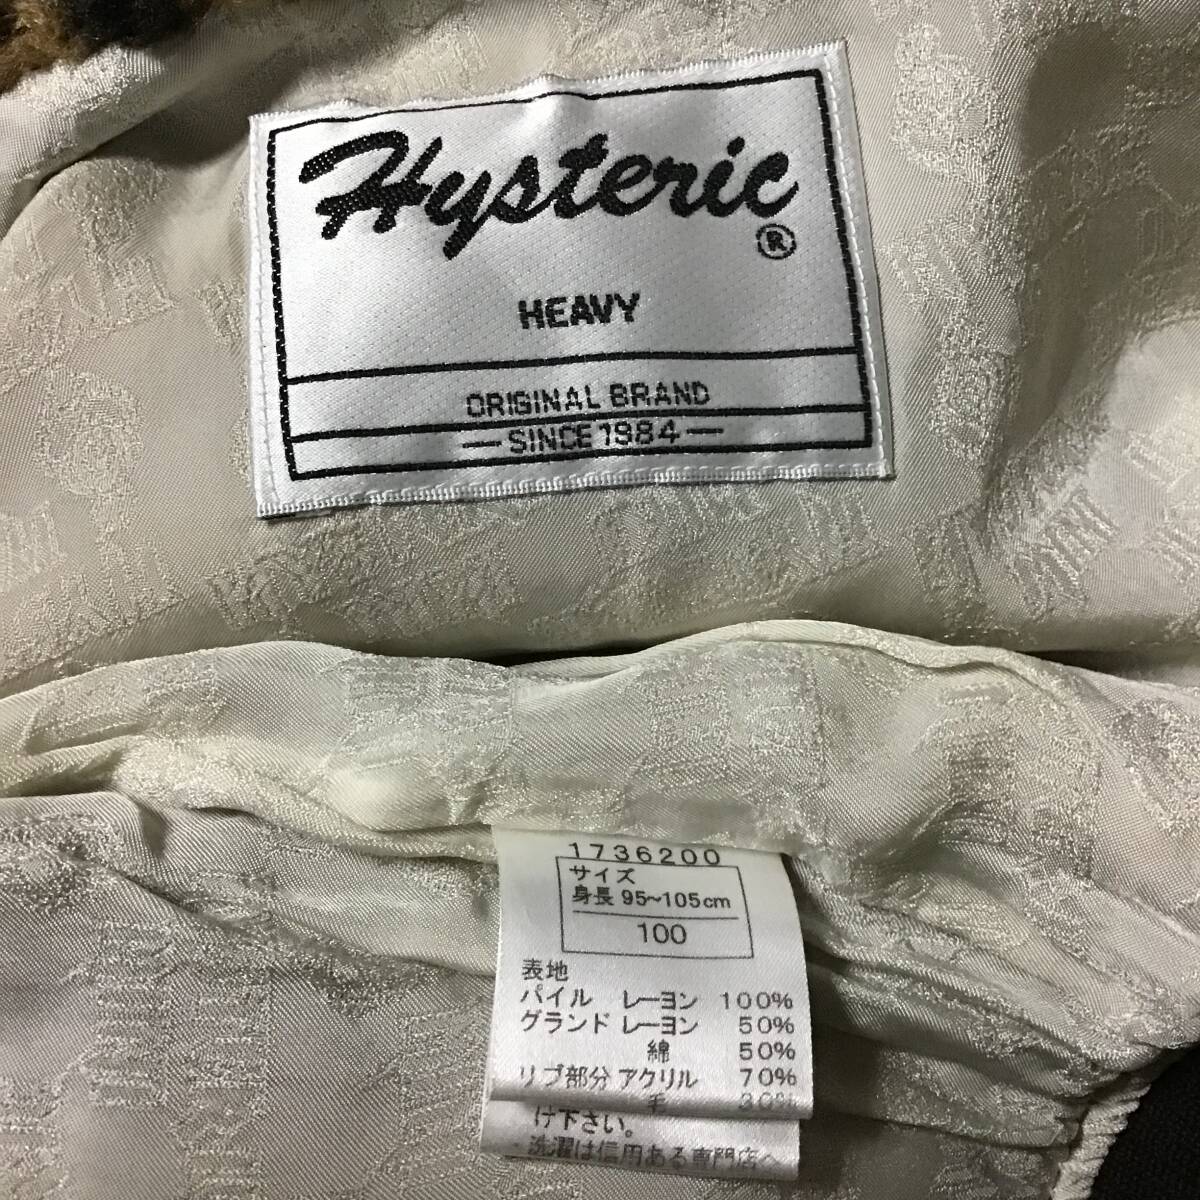 Hysteric
®
HEAVY
ORIGINAL BRAND
— SINCE 1984 —
1736200
サイズ
身長 95~105cm
100
表地
パイル レーヨン 100%
グランド レーヨン 50%
綿 50%
リブ部分 アクリル 70%
毛 30%
け下さい。
・洗濯は信用ある専門店へ